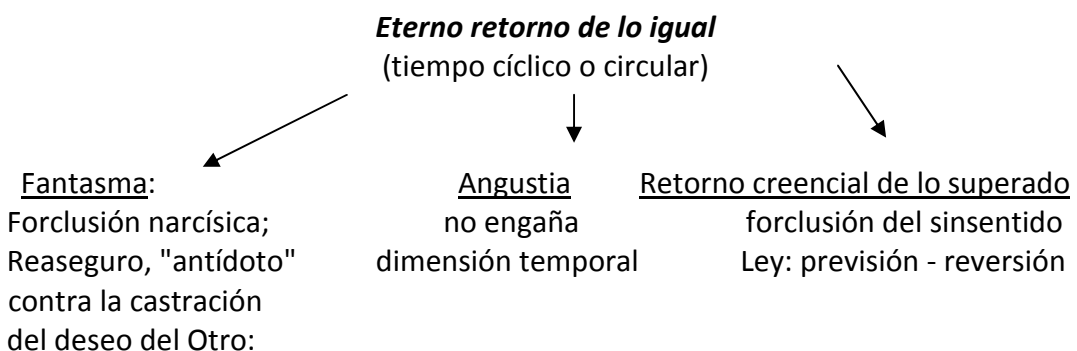 Eterno retorno de lo igual
(tiempo cíclico o circular)
Fantasma: Angustia Retorno creencial de lo superado
Forclusión narcísica; no engaña forclusión del sinsentido
Reaseguro, "antídoto" dimensión temporal Ley: previsión - reversión
contra la castración
del deseo del Otro: